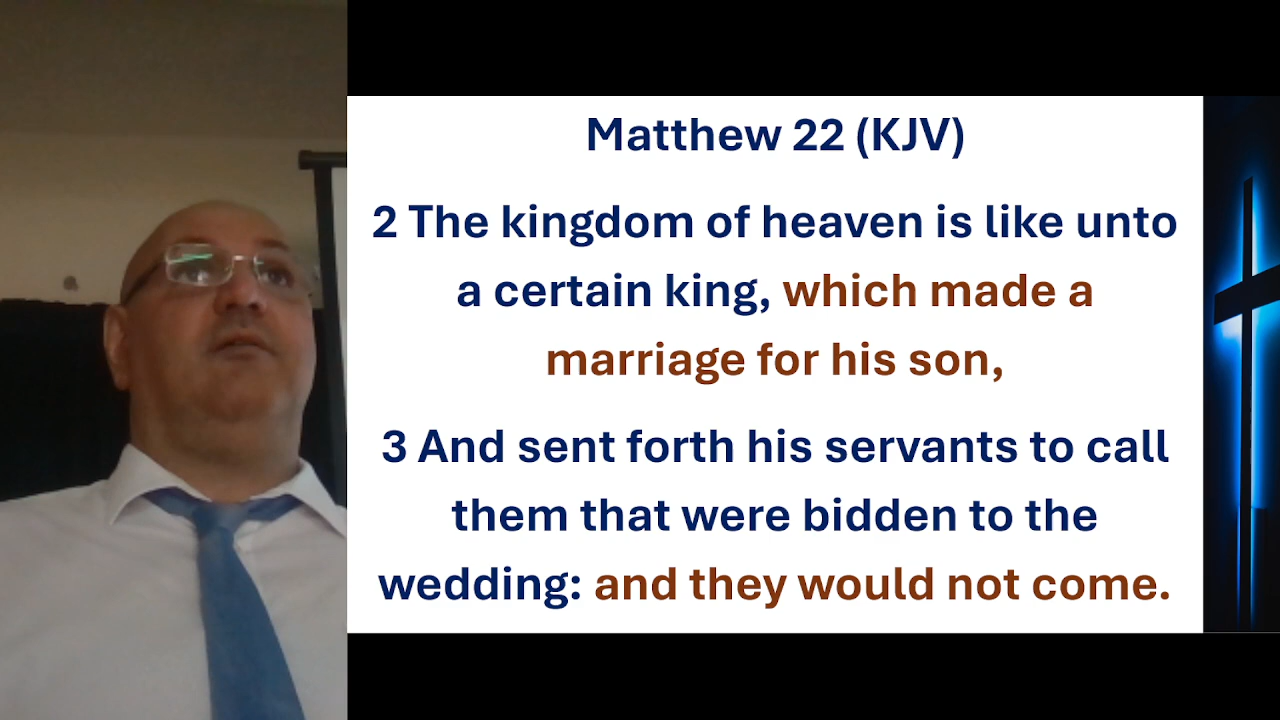 Matthew 22 (KJV)
2 The kingdom of heaven is like unto
a certain king, which made a
marriage for his son,
3 And sent forth his servants to call
them that were bidden to the
wedding: and they would not come.